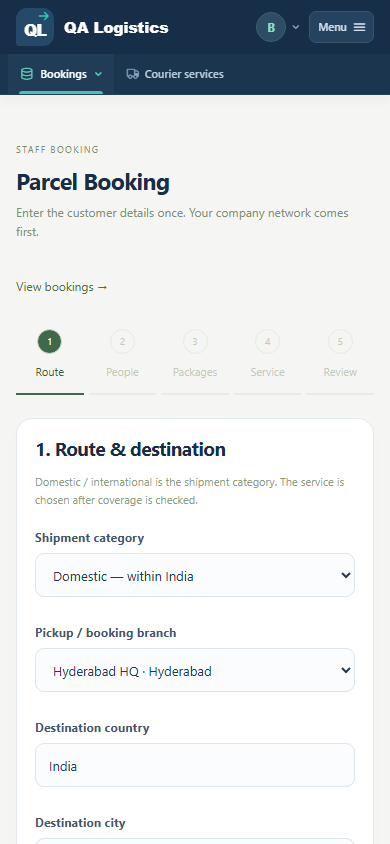 QL QA Logistics B Menu
Bookings Courier services
STAFF BOOKING
Parcel Booking
Enter the customer details once. Your company network comes
first.
View bookings →
1 2 3 4 5
Route People Packages Service Review
1. Route & destination
Domestic / international is the shipment category. The service is
chosen after coverage is checked.
Shipment category
Domestic — within India
Pickup / booking branch
Hyderabad HQ · Hyderabad
Destination country
India
Destination city